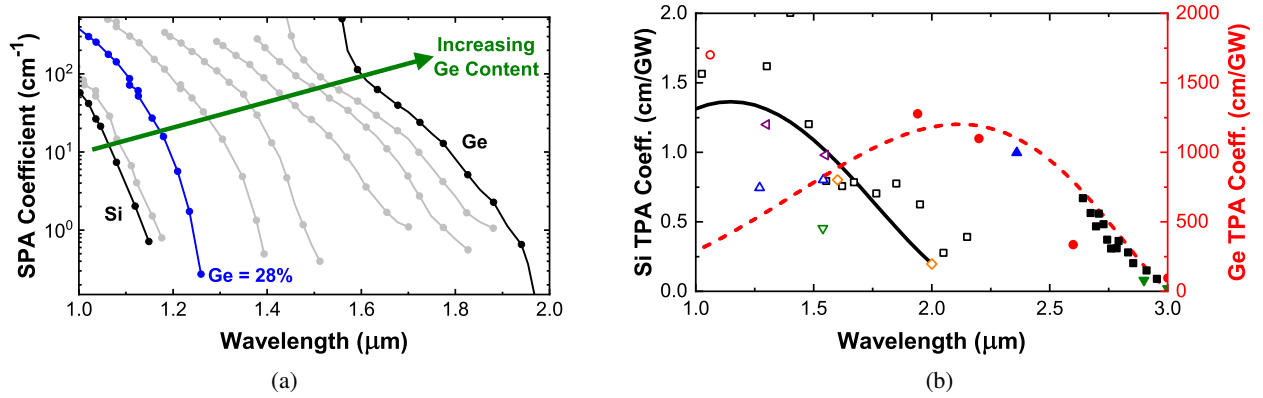 SPA Coefficient (cm⁻¹)
10²
10¹
10⁰
1.0
1.2
1.4
1.6
1.8
2.0
Wavelength (μm)
Increasing
Ge Content
Ge
Si
Ge = 28%
(a)
Si TPA Coeff. (cm/GW)
2.0
1.5
1.0
0.5
0.0
1.0
1.5
2.0
2.5
3.0
Wavelength (μm)
2000
1500
1000
500
0
Ge TPA Coeff. (cm/GW)
(b)